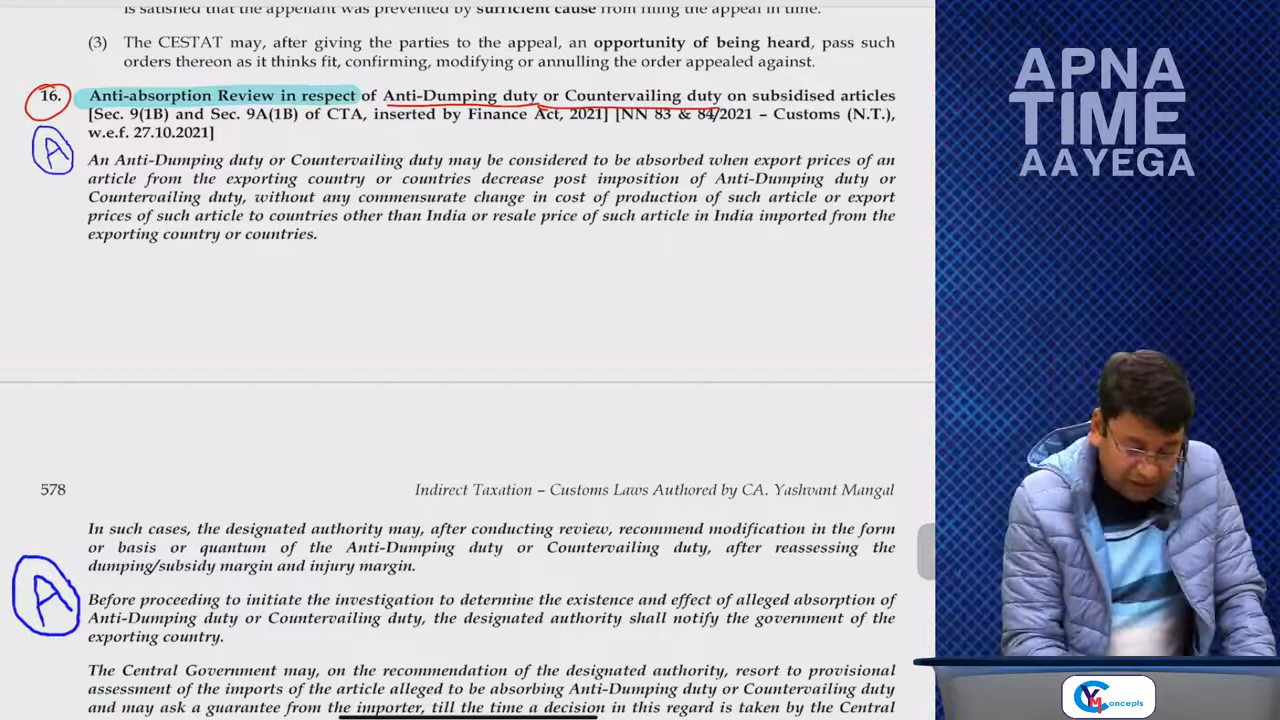 is satisfied that the appellant was prevented by sufficient cause from filing the appeal in time.
(3) The CESTAT may, after giving the parties to the appeal, an opportunity of being heard, pass such
orders thereon as it thinks fit, confirming, modifying or annulling the order appealed against.
16. Anti-absorption Review in respect of Anti-Dumping duty or Countervailing duty on subsidised articles
[Sec. 9(1B) and Sec. 9A(1B) of CTA, inserted by Finance Act, 2021] [NN 83 & 84/2021 – Customs (N.T.),
w.e.f. 27.10.2021]
A
An Anti-Dumping duty or Countervailing duty may be considered to be absorbed when export prices of an
article from the exporting country or countries decrease post imposition of Anti-Dumping duty or
Countervailing duty, without any commensurate change in cost of production of such article or export
prices of such article to countries other than India or resale price of such article in India imported from the
exporting country or countries.
578 Indirect Taxation – Customs Laws Authored by CA. Yashvant Mangal
In such cases, the designated authority may, after conducting review, recommend modification in the form
or basis or quantum of the Anti-Dumping duty or Countervailing duty, after reassessing the
dumping/subsidy margin and injury margin.
A
Before proceeding to initiate the investigation to determine the existence and effect of alleged absorption of
Anti-Dumping duty or Countervailing duty, the designated authority shall notify the government of the
exporting country.
The Central Government may, on the recommendation of the designated authority, resort to provisional
assessment of the imports of the article alleged to be absorbing Anti-Dumping duty or Countervailing duty
and may ask a guarantee from the importer, till the time a decision in this regard is taken by the Central
APNA
TIME
AAYEGA
YM Concepts